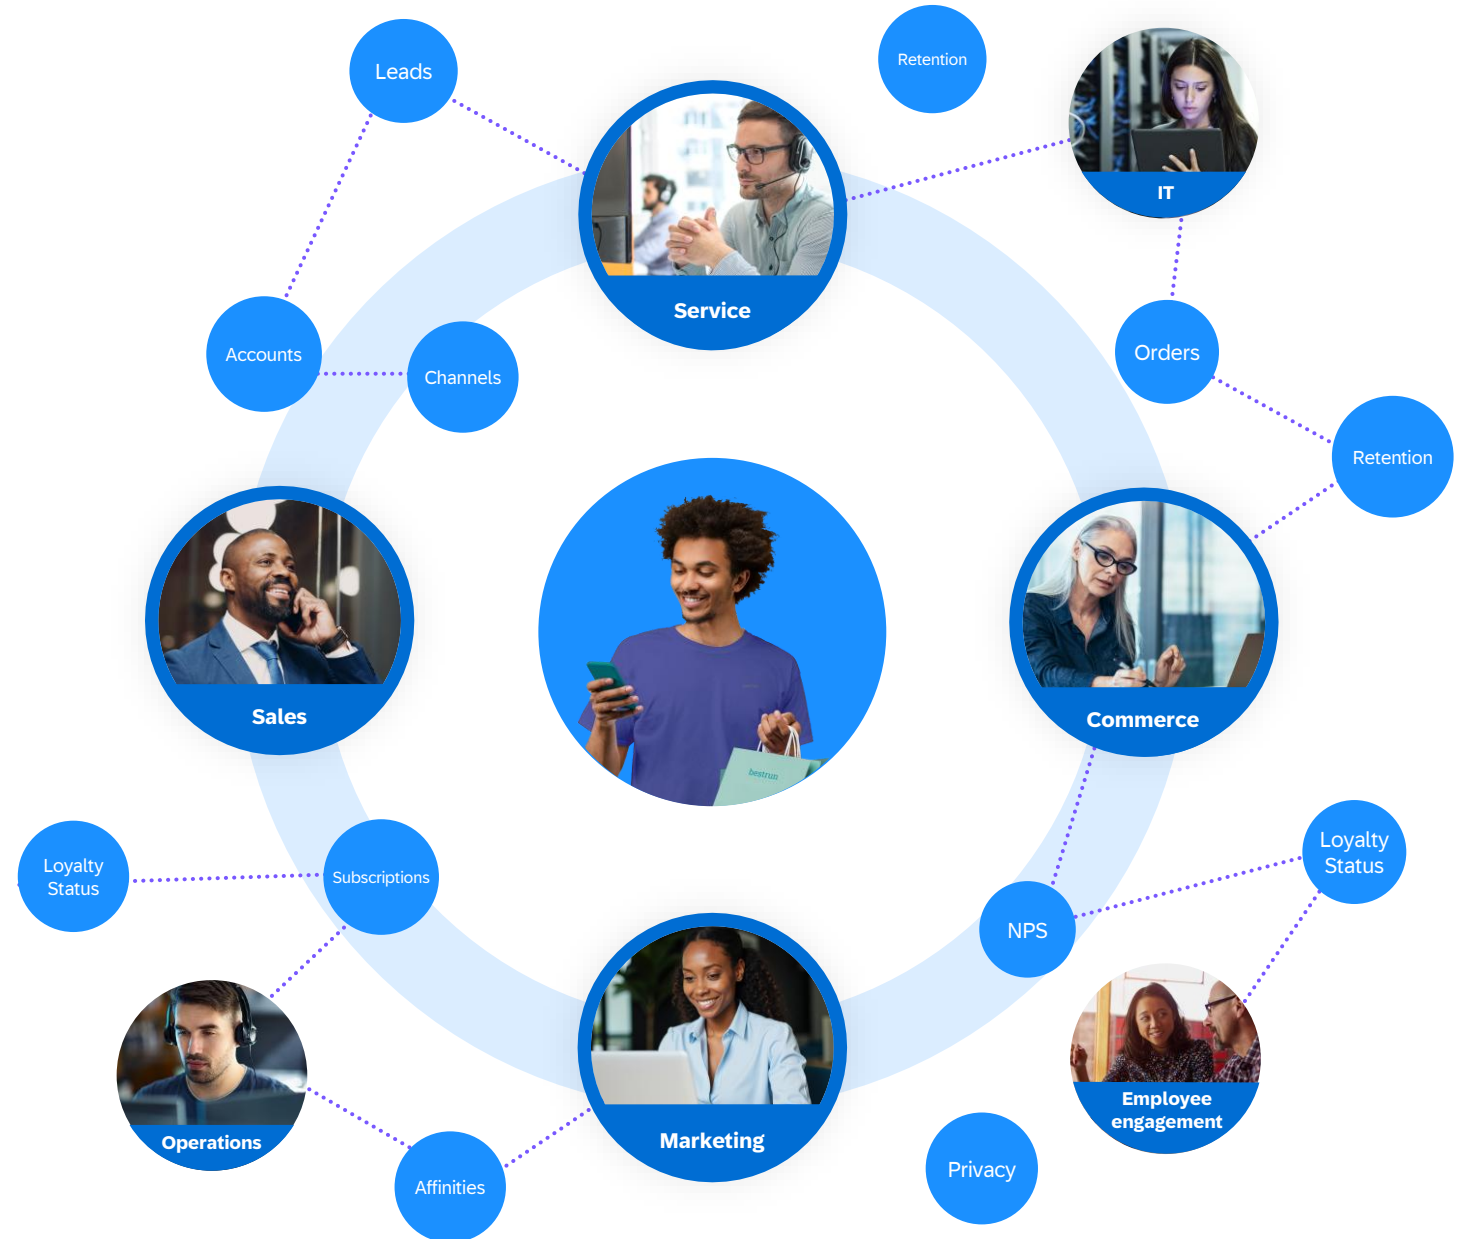 Retention
Leads
IT
Service
Orders
Accounts
Channels
Retention
Sales
Commerce
bestrun
Loyalty
Status
Loyalty
Status
Subscriptions
NPS
Employee
engagement
Operations
Marketing
Privacy
Affinities